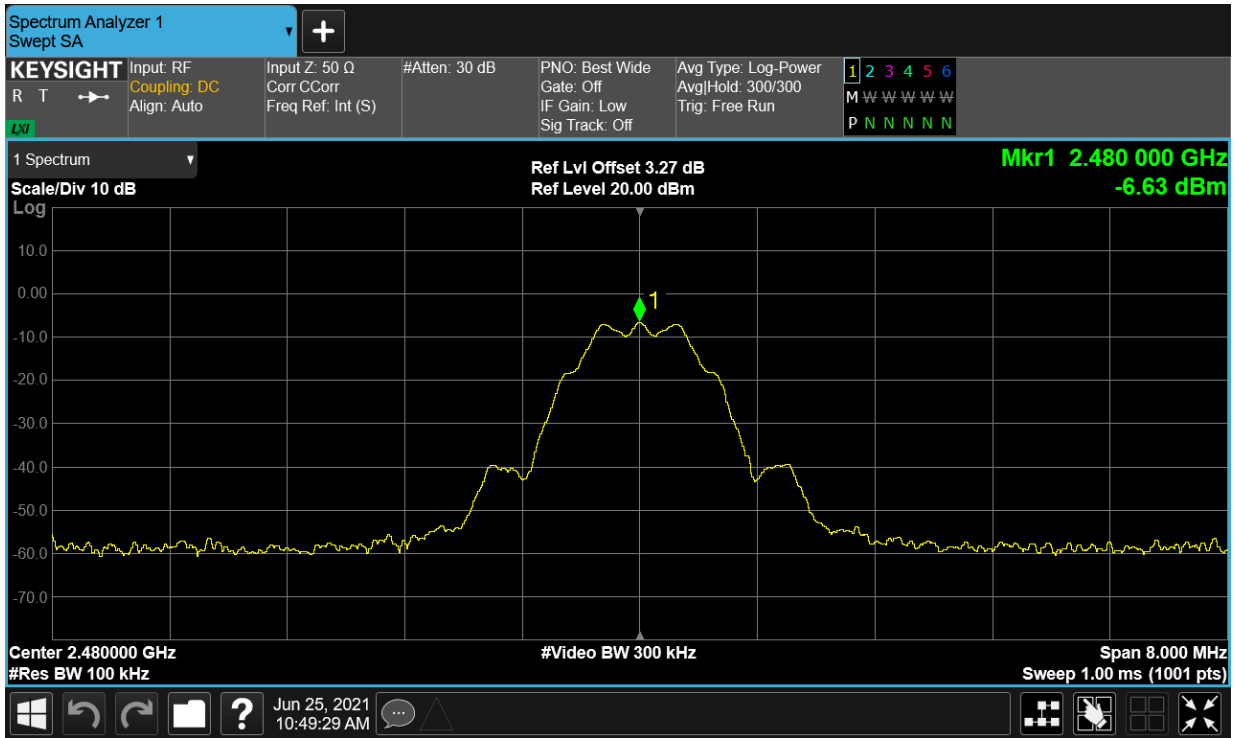 Spectrum Analyzer 1
Swept SA
KEYSIGHT
R T
LXI
Input: RF
Coupling: DC
Align: Auto
Input Z: 50 Ω
Corr CCorr
Freq Ref: Int (S)
#Atten: 30 dB
PNO: Best Wide
Gate: Off
IF Gain: Low
Sig Track: Off
Avg Type: Log-Power
Avg|Hold: 300/300
Trig: Free Run
1 2 3 4 5 6
M W W W W W
P N N N N N
1 Spectrum
Scale/Div 10 dB
Log
Ref Lvl Offset 3.27 dB
Ref Level 20.00 dBm
Mkr1 2.480 000 GHz
-6.63 dBm
10.0
0.00
-10.0
-20.0
-30.0
-40.0
-50.0
-60.0
-70.0
1
Center 2.480000 GHz
#Video BW 300 kHz
Span 8.000 MHz
#Res BW 100 kHz
Sweep 1.00 ms (1001 pts)
?
Jun 25, 2021
10:49:29 AM